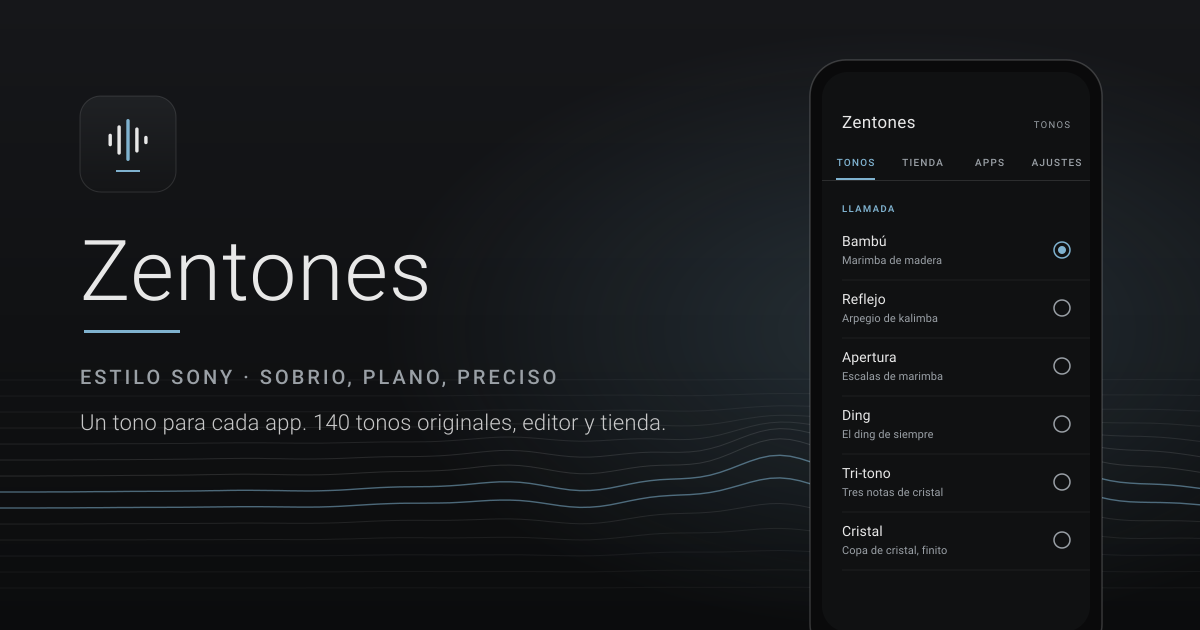 Zentones
ESTILO SONY · SOBRIO, PLANO, PRECISO
Un tono para cada app. 140 tonos originales, editor y tienda.
Zentones TONOS
TONOS TIENDA APPS AJUSTES
LLAMADA
Bambú
Marimba de madera
Reflejo
Arpegio de kalimba
Apertura
Escalas de marimba
Ding
El ding de siempre
Tri-tono
Tres notas de cristal
Cristal
Copa de cristal, finito